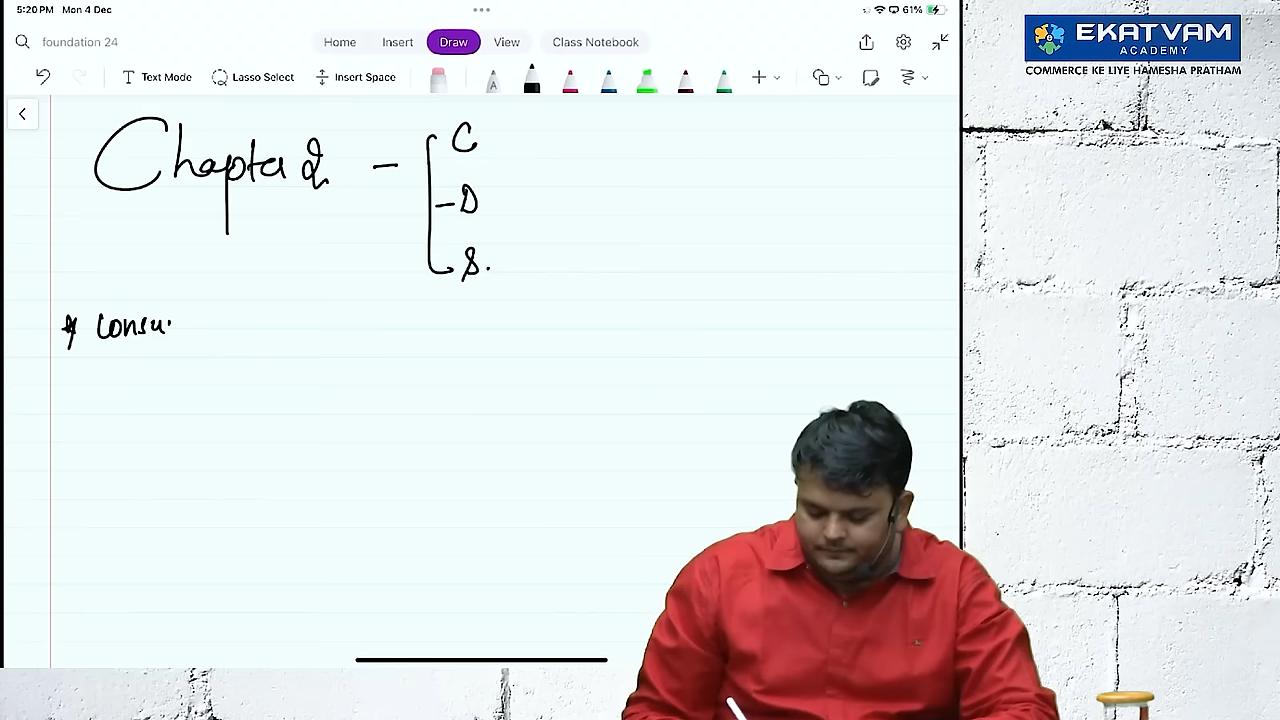 5:20 PM Mon 4 Dec
61%
foundation 24
Home Insert Draw View Class Notebook
Text Mode Lasso Select Insert Space
A
EKATVAM
ACADEMY
COMMERCE KE LIYE HAMESHA PRATHAM
Chapter 2 - C
- D
S.
* Consu